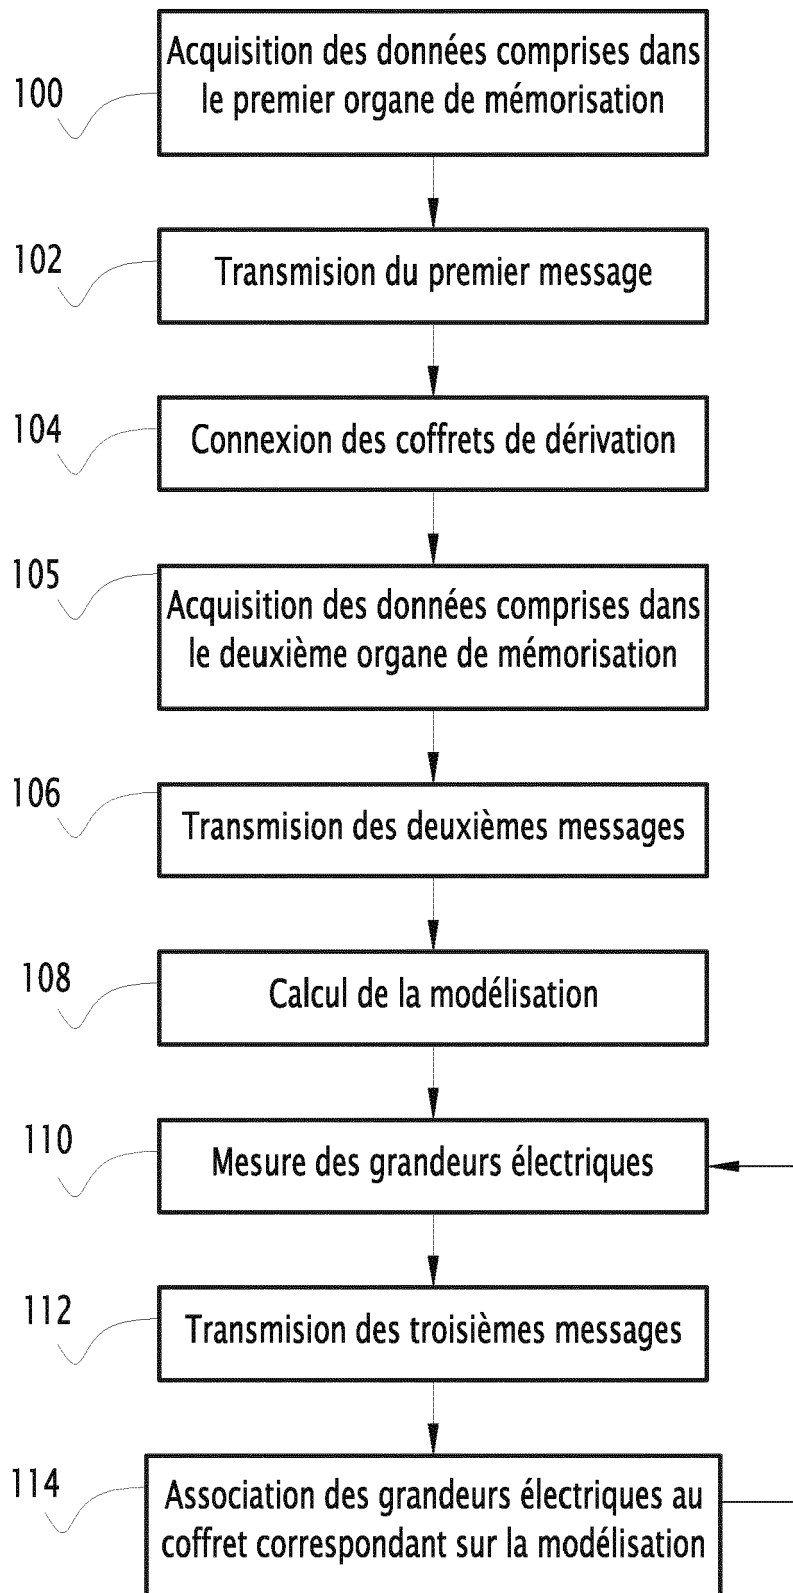 Acquisition des données comprises dans
le premier organe de mémorisation
100
102
Transmision du premier message
104
Connexion des coffrets de dérivation
105
Acquisition des données comprises dans
le deuxième organe de mémorisation
106
Transmision des deuxièmes messages
108
Calcul de la modélisation
110
Mesure des grandeurs électriques
112
Transmision des troisièmes messages
114
Association des grandeurs électriques au
coffret correspondant sur la modélisation